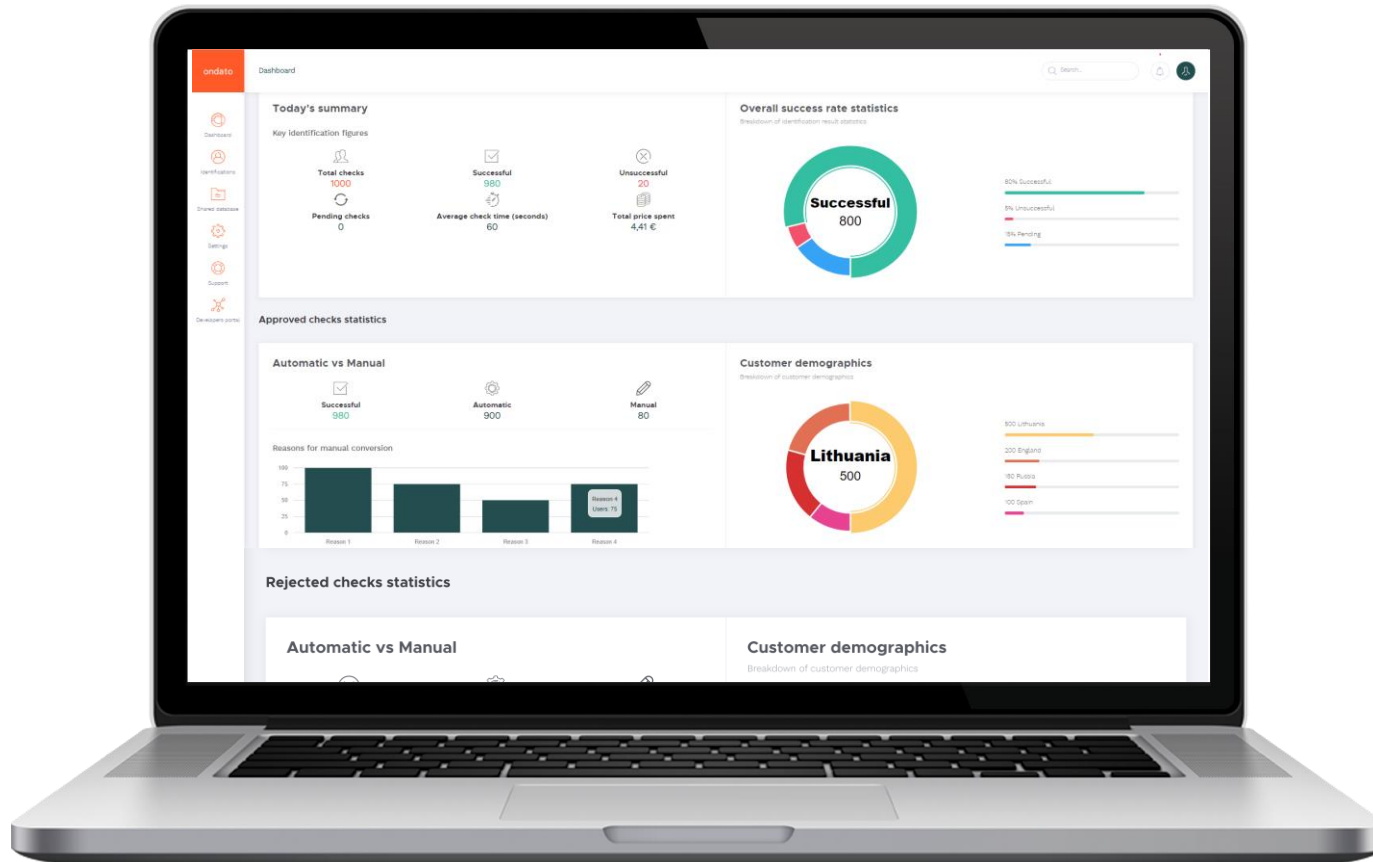 ondato
Dashboard
Search...
Dashboard
Identifications
Shared database
Settings
Support
Developers portal
Today's summary
Key identification figures
Total checks
1000
Successful
980
Unsuccessful
20
Pending checks
0
Average check time (seconds)
60
Total price spent
4,41 €
Overall success rate statistics
Breakdown of identification result statistics
Successful
800
80% Successful
5% Unsuccessful
15% Pending
Approved checks statistics
Automatic vs Manual
Successful
980
Automatic
900
Manual
80
Reasons for manual conversion
100
75
50
25
0
Reason 4
Users: 75
Reason 1
Reason 2
Reason 3
Reason 4
Customer demographics
Breakdown of customer demographics
Lithuania
500
500 Lithuania
200 England
180 Russia
100 Spain
Rejected checks statistics
Automatic vs Manual
Customer demographics
Breakdown of customer demographics